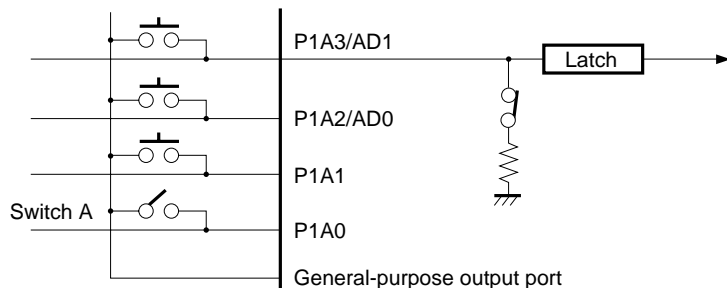 P1A3/AD1
Latch
P1A2/AD0
P1A1
Switch A
P1A0
General-purpose output port